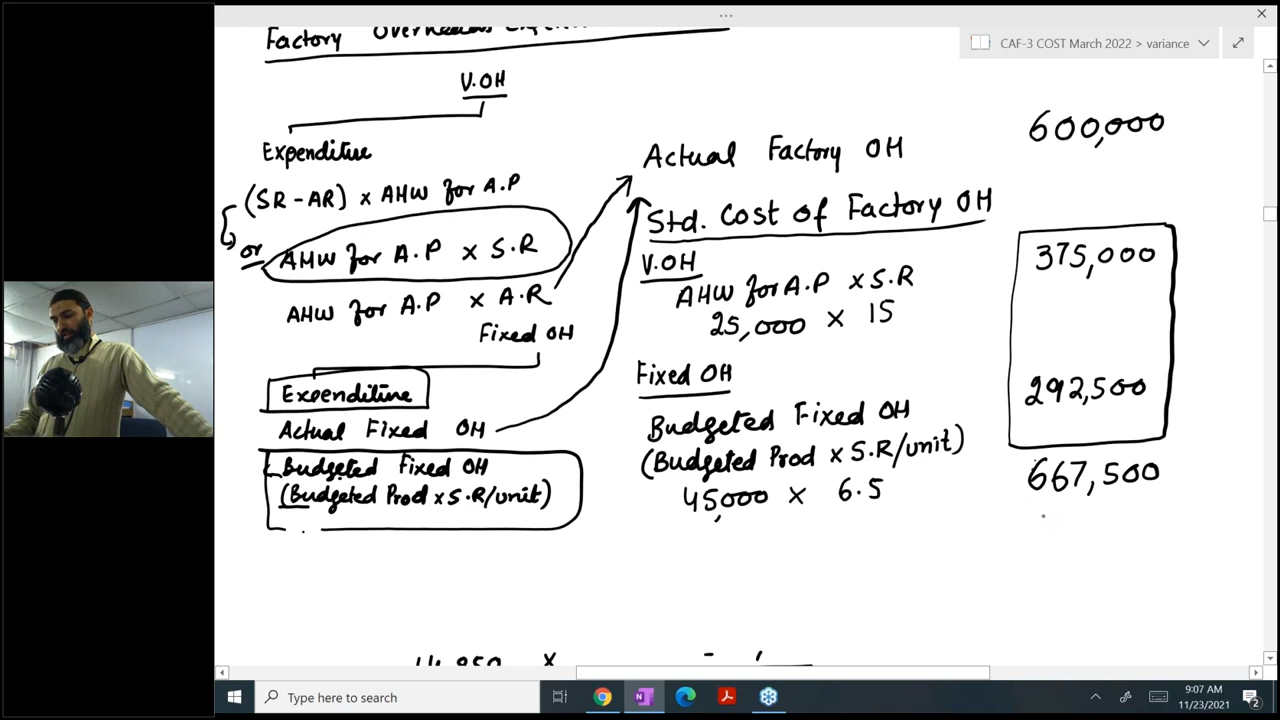 CAF-3 COST March 2022 > variance
Factory Overheads
V.OH
Expenditure
(SR-AR) x AHW for A.P
or AHW for A.P x S.R
AHW for A.P x A.R
Fixed OH
Expenditure
Actual Fixed OH
Budgeted Fixed OH
(Budgeted Prod x S.R/unit)
Actual Factory OH 600,000
Std. Cost of Factory OH
V.OH 375,000
AHW for A.P x S.R
25,000 x 15
Fixed OH
Budgeted Fixed OH 292,500
(Budgeted Prod x S.R/unit)
45,000 x 6.5
667,500
Type here to search
9:07 AM
11/23/2021
2